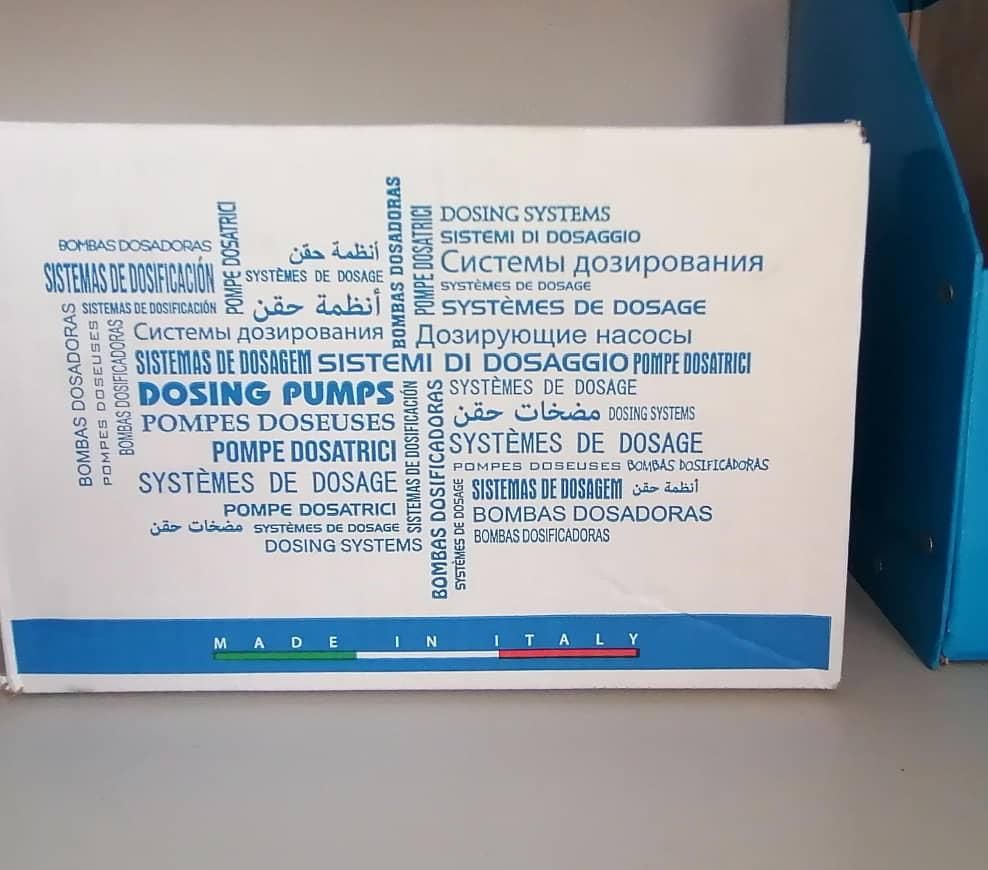 BOMBAS DOSADORAS
SISTEMAS DE DOSIFICACIÓN
SISTEMAS DE DOSIFICACIÓN
BOMBAS DOSADORAS
POMPES DOSEUSES
BOMBAS DOSIFICADORAS
POMPE DOSATRICI
أنظمة حقن
SYSTÈMES DE DOSAGE
أنظمة حقن
Системы дозирования
BOMBAS DOSADORAS
POMPE DOSATRICI
DOSING SYSTEMS
SISTEMI DI DOSAGGIO
Системы дозирования
SYSTÈMES DE DOSAGE
SYSTÈMES DE DOSAGE
Дозирующие насосы
SISTEMAS DE DOSAGEM SISTEMI DI DOSAGGIO POMPE DOSATRICI
DOSING PUMPS
POMPES DOSEUSES
POMPE DOSATRICI
SYSTÈMES DE DOSAGE
POMPE DOSATRICI
مضخات حقن SYSTÈMES DE DOSAGE
DOSING SYSTEMS
SISTEMAS DE DOSIFICACIÓN
BOMBAS DOSIFICADORAS
SYSTÈMES DE DOSAGE
SYSTÈMES DE DOSAGE
مضخات حقن DOSING SYSTEMS
SYSTÈMES DE DOSAGE
POMPES DOSEUSES BOMBAS DOSIFICADORAS
SISTEMAS DE DOSAGEM أنظمة حقن
BOMBAS DOSADORAS
BOMBAS DOSIFICADORAS
MADE IN ITALY